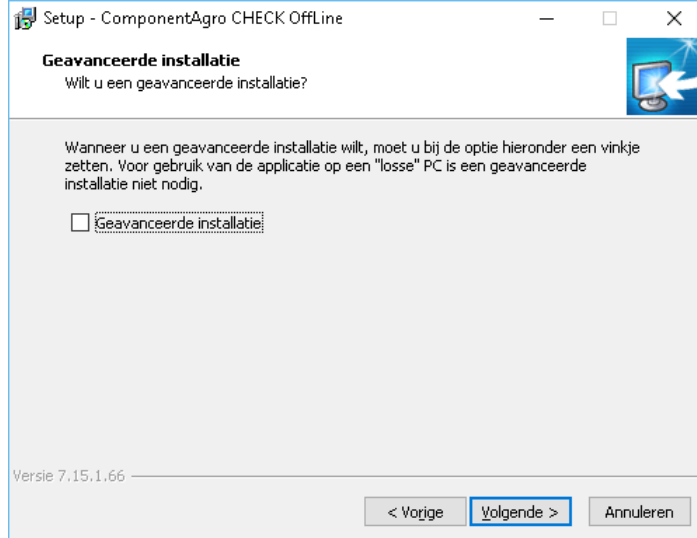 Setup - ComponentAgro CHECK OffLine
Geavanceerde installatie
Wilt u een geavanceerde installatie?
Wanneer u een geavanceerde installatie wilt, moet u bij de optie hieronder een vinkje
zetten. Voor gebruik van de applicatie op een "losse" PC is een geavanceerde
installatie niet nodig.
Geavanceerde installatie
Versie 7.15.1.66
< Vorige
Volgende >
Annuleren